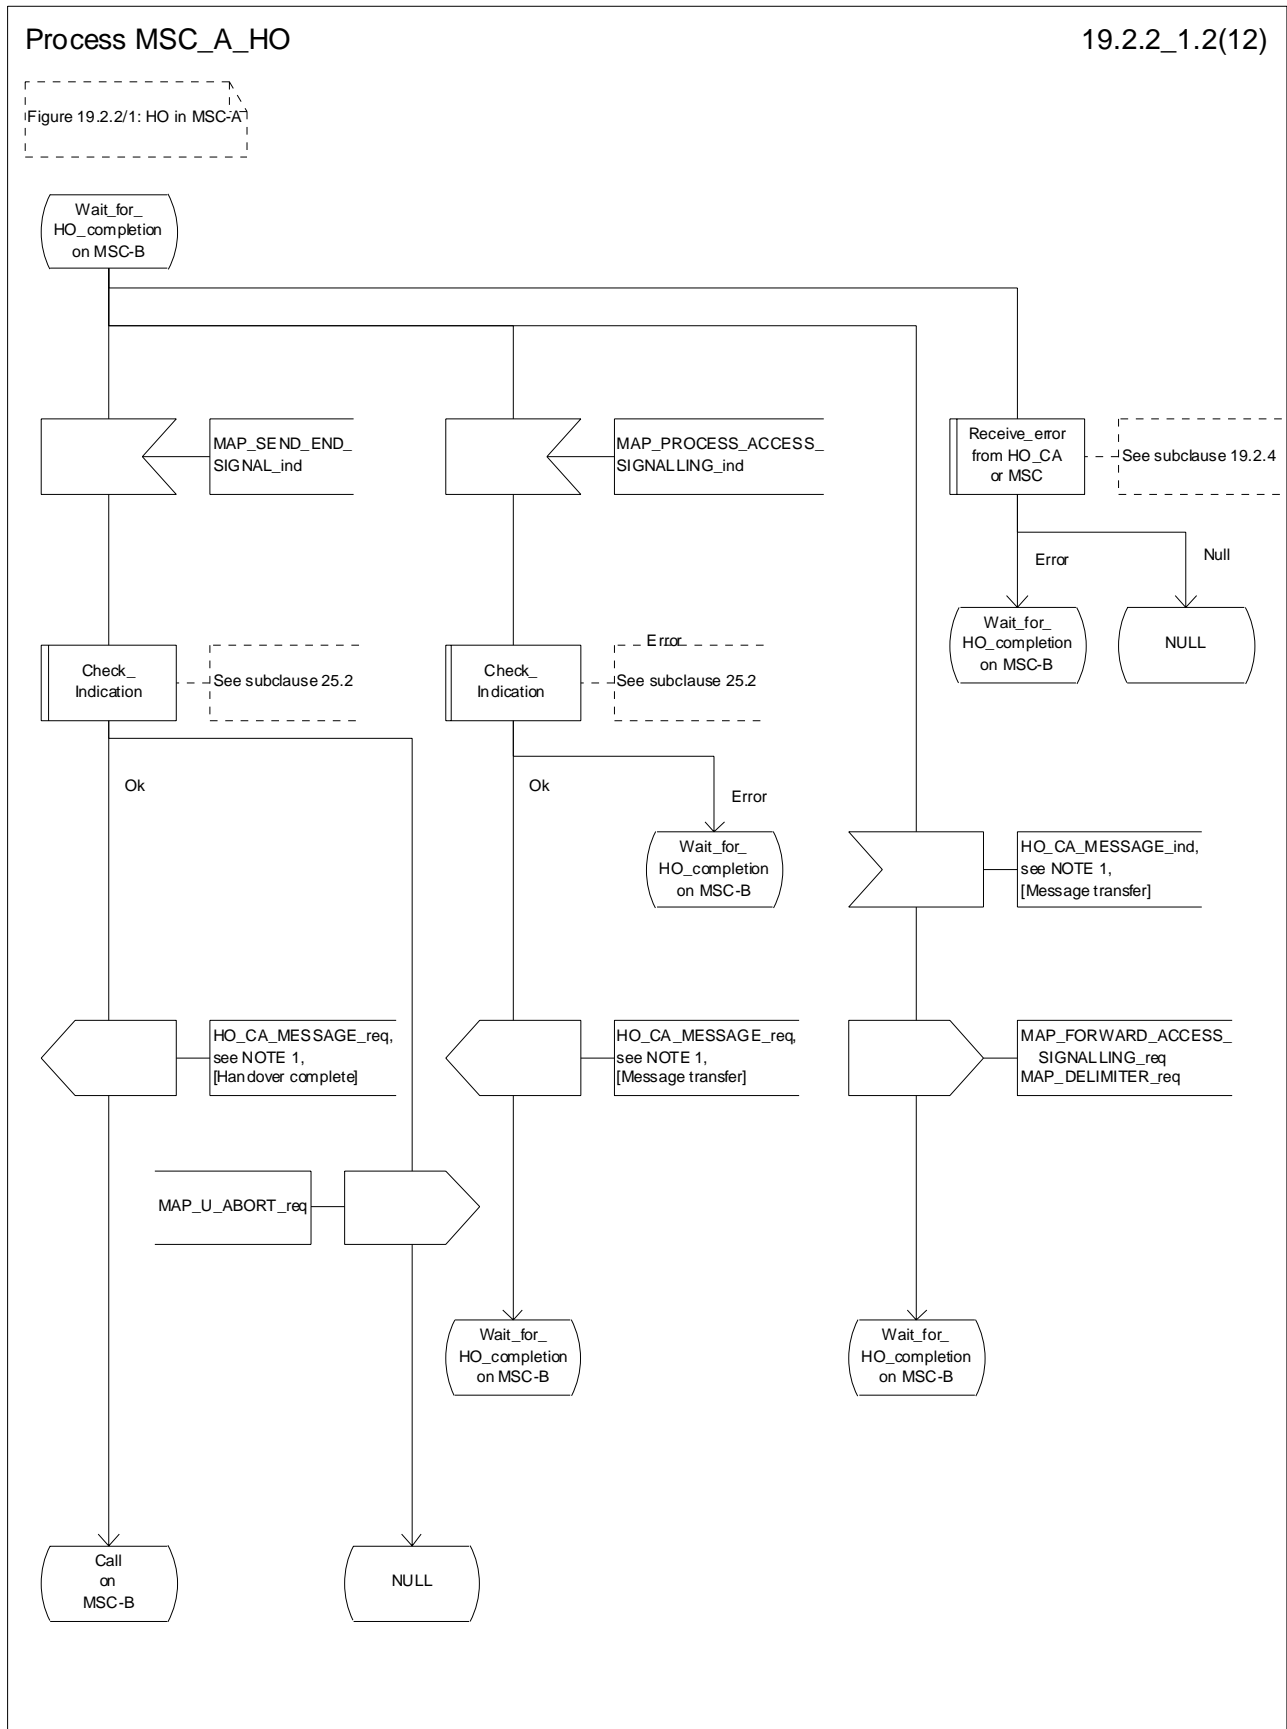 Process MSC_A_HO
19.2.2_1.2(12)
Figure 19.2.2/1: HO in MSC-A
Wait_for_
HO_completion
on MSC-B
MAP_SEND_END_
SIGNAL_ind
MAP_PROCESS_ACCESS_
SIGNALLING_ind
Receive_error
from HO_CA
or MSC
See subclause 19.2.4
Error
Null
Wait_for_
HO_completion
on MSC-B
NULL
Check_
Indication
See subclause 25.2
Check_
Indication
Error
See subclause 25.2
Ok
Ok
Error
Wait_for_
HO_completion
on MSC-B
HO_CA_MESSAGE_ind,
see NOTE 1,
[Message transfer]
HO_CA_MESSAGE_req,
see NOTE 1,
[Handover complete]
HO_CA_MESSAGE_req,
see NOTE 1,
[Message transfer]
MAP_FORWARD_ACCESS_
SIGNALLING_req
MAP_DELIMITER_req
MAP_U_ABORT_req
Wait_for_
HO_completion
on MSC-B
Wait_for_
HO_completion
on MSC-B
Call
on
MSC-B
NULL